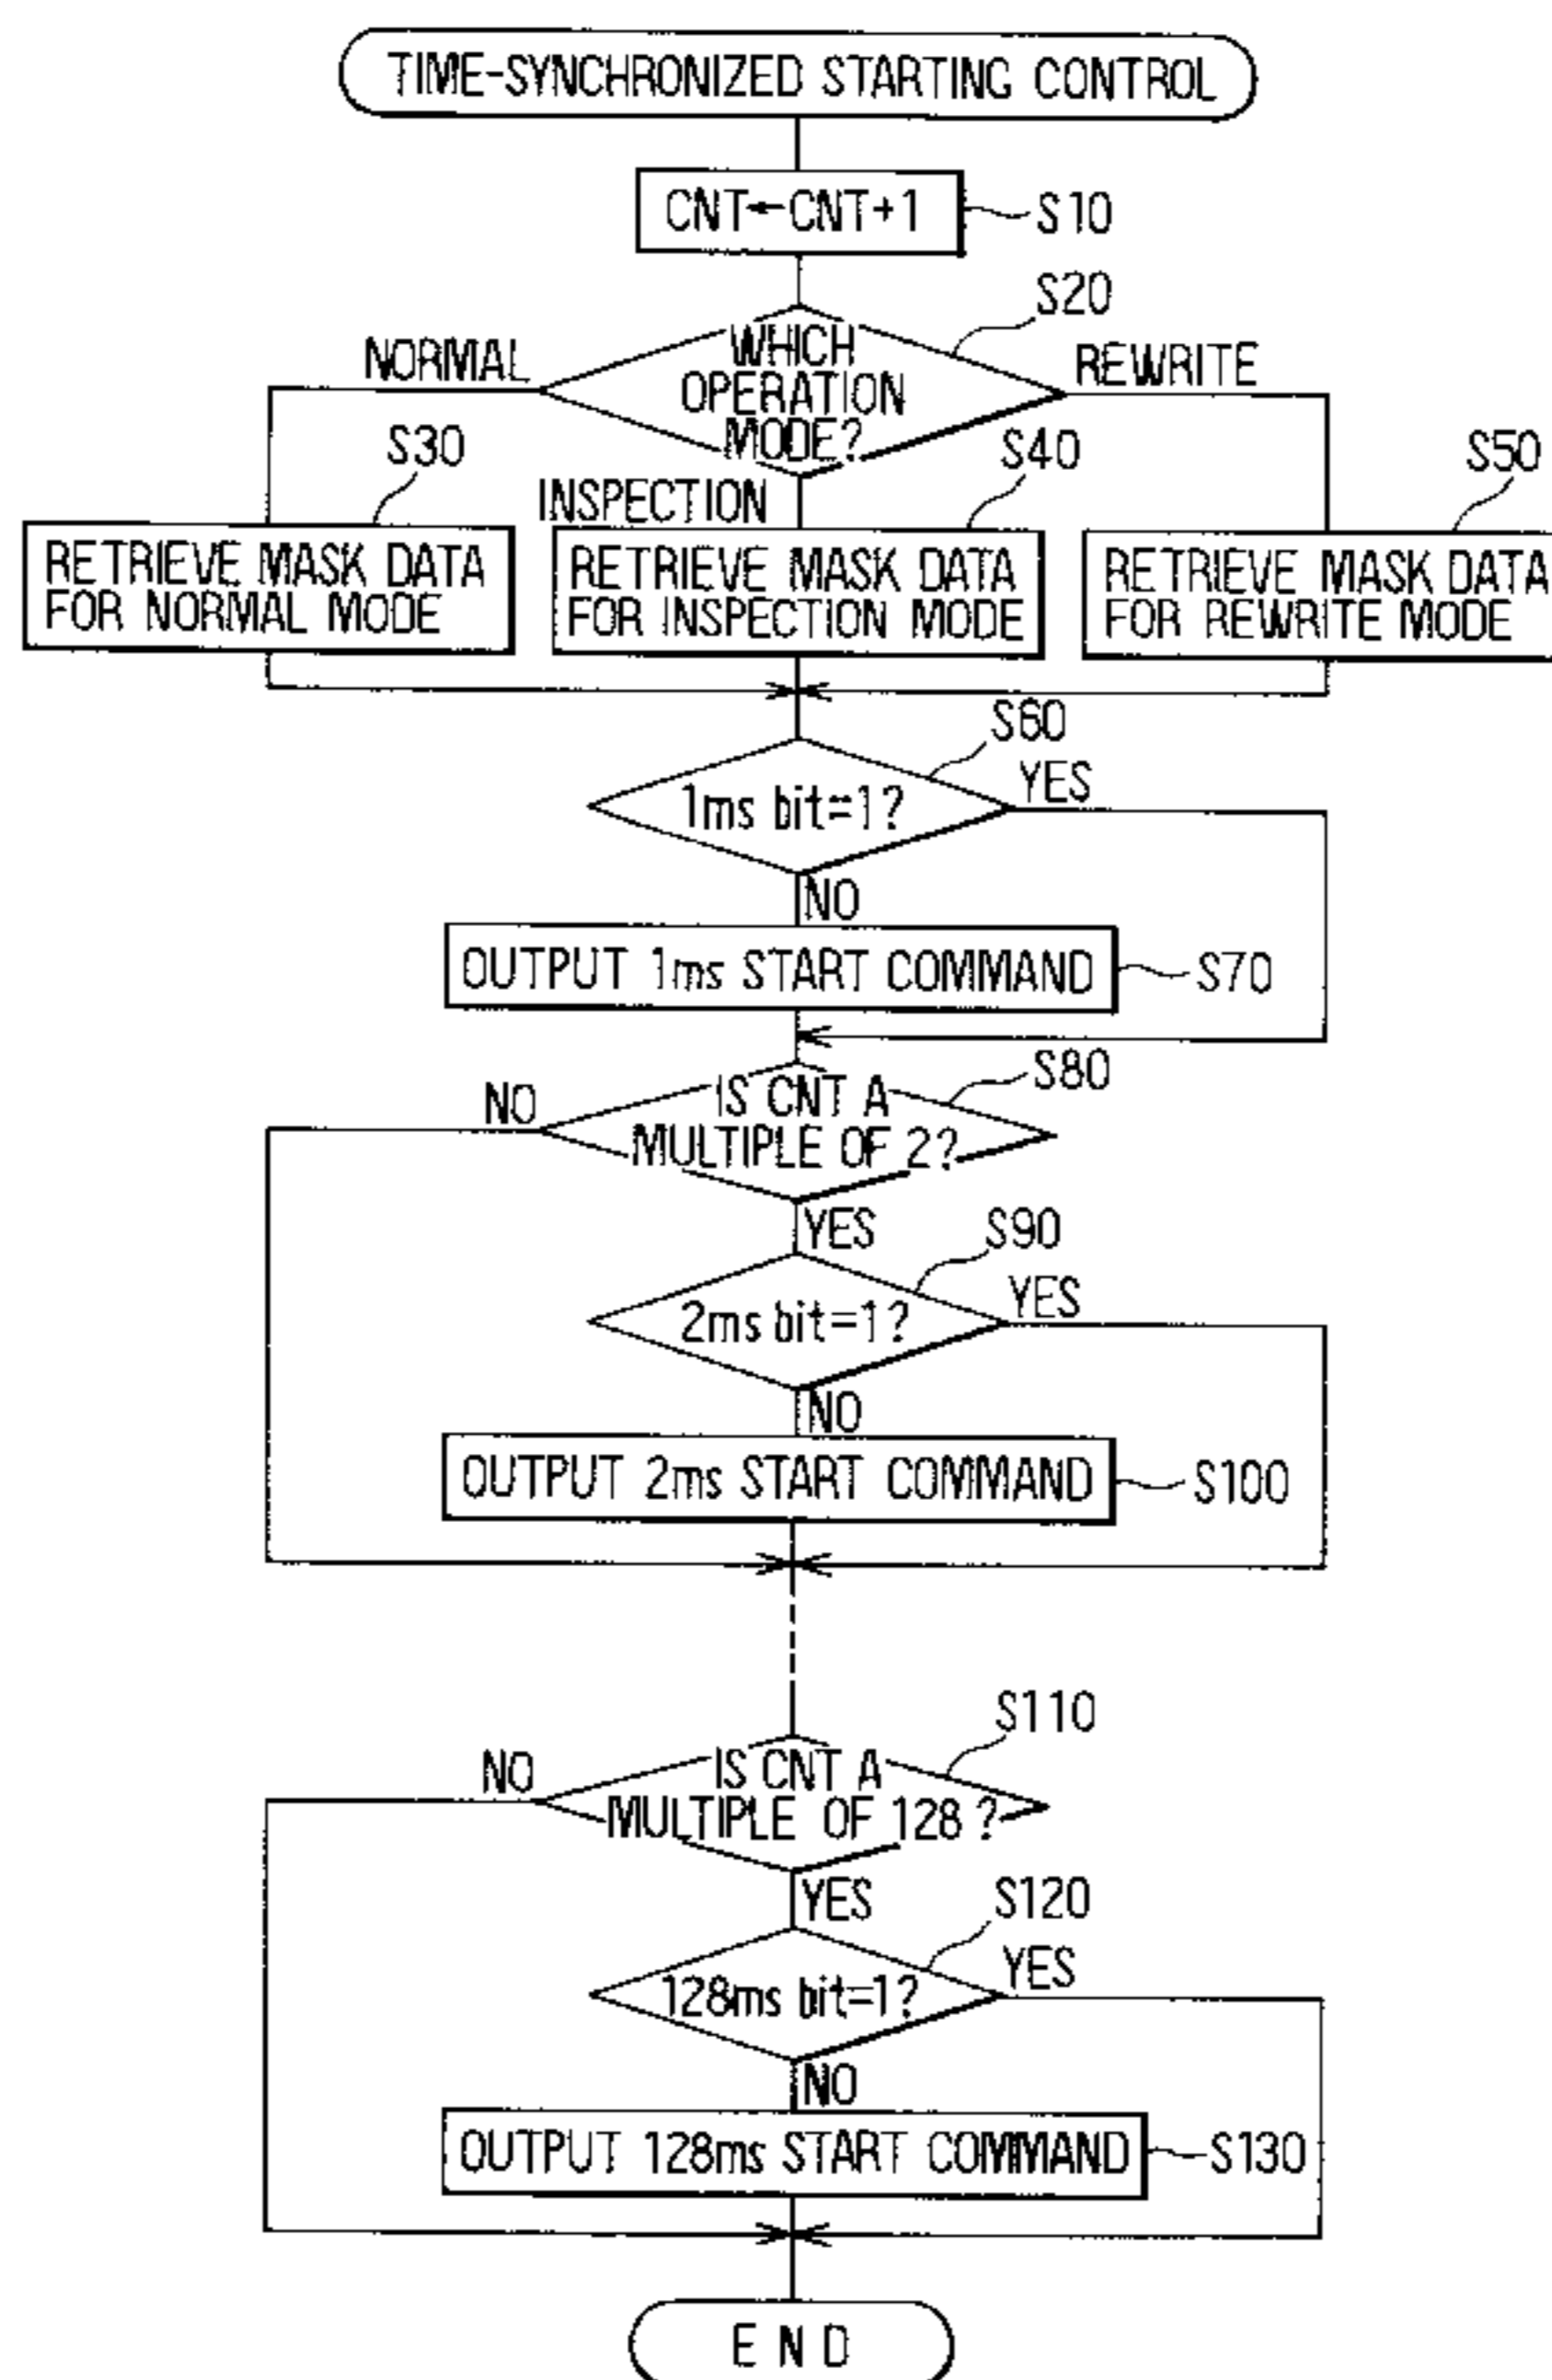 TIME-SYNCHRONIZED STARTING CONTROL
CNT←CNT+1
S10
S20
NORMAL
WHICH
OPERATION
MODE?
REWRITE
S30
INSPECTION
S40
S50
RETRIEVE MASK DATA
FOR NORMAL MODE
RETRIEVE MASK DATA
FOR INSPECTION MODE
RETRIEVE MASK DATA
FOR REWRITE MODE
S60
1ms bit=1?
YES
NO
OUTPUT 1ms START COMMAND
S70
S80
NO
IS CNT A
MULTIPLE OF 2?
YES
S90
2ms bit=1?
YES
NO
OUTPUT 2ms START COMMAND
S100
S110
NO
IS CNT A
MULTIPLE OF 128?
YES
S120
128ms bit=1?
YES
NO
OUTPUT 128ms START COMMAND
S130
END